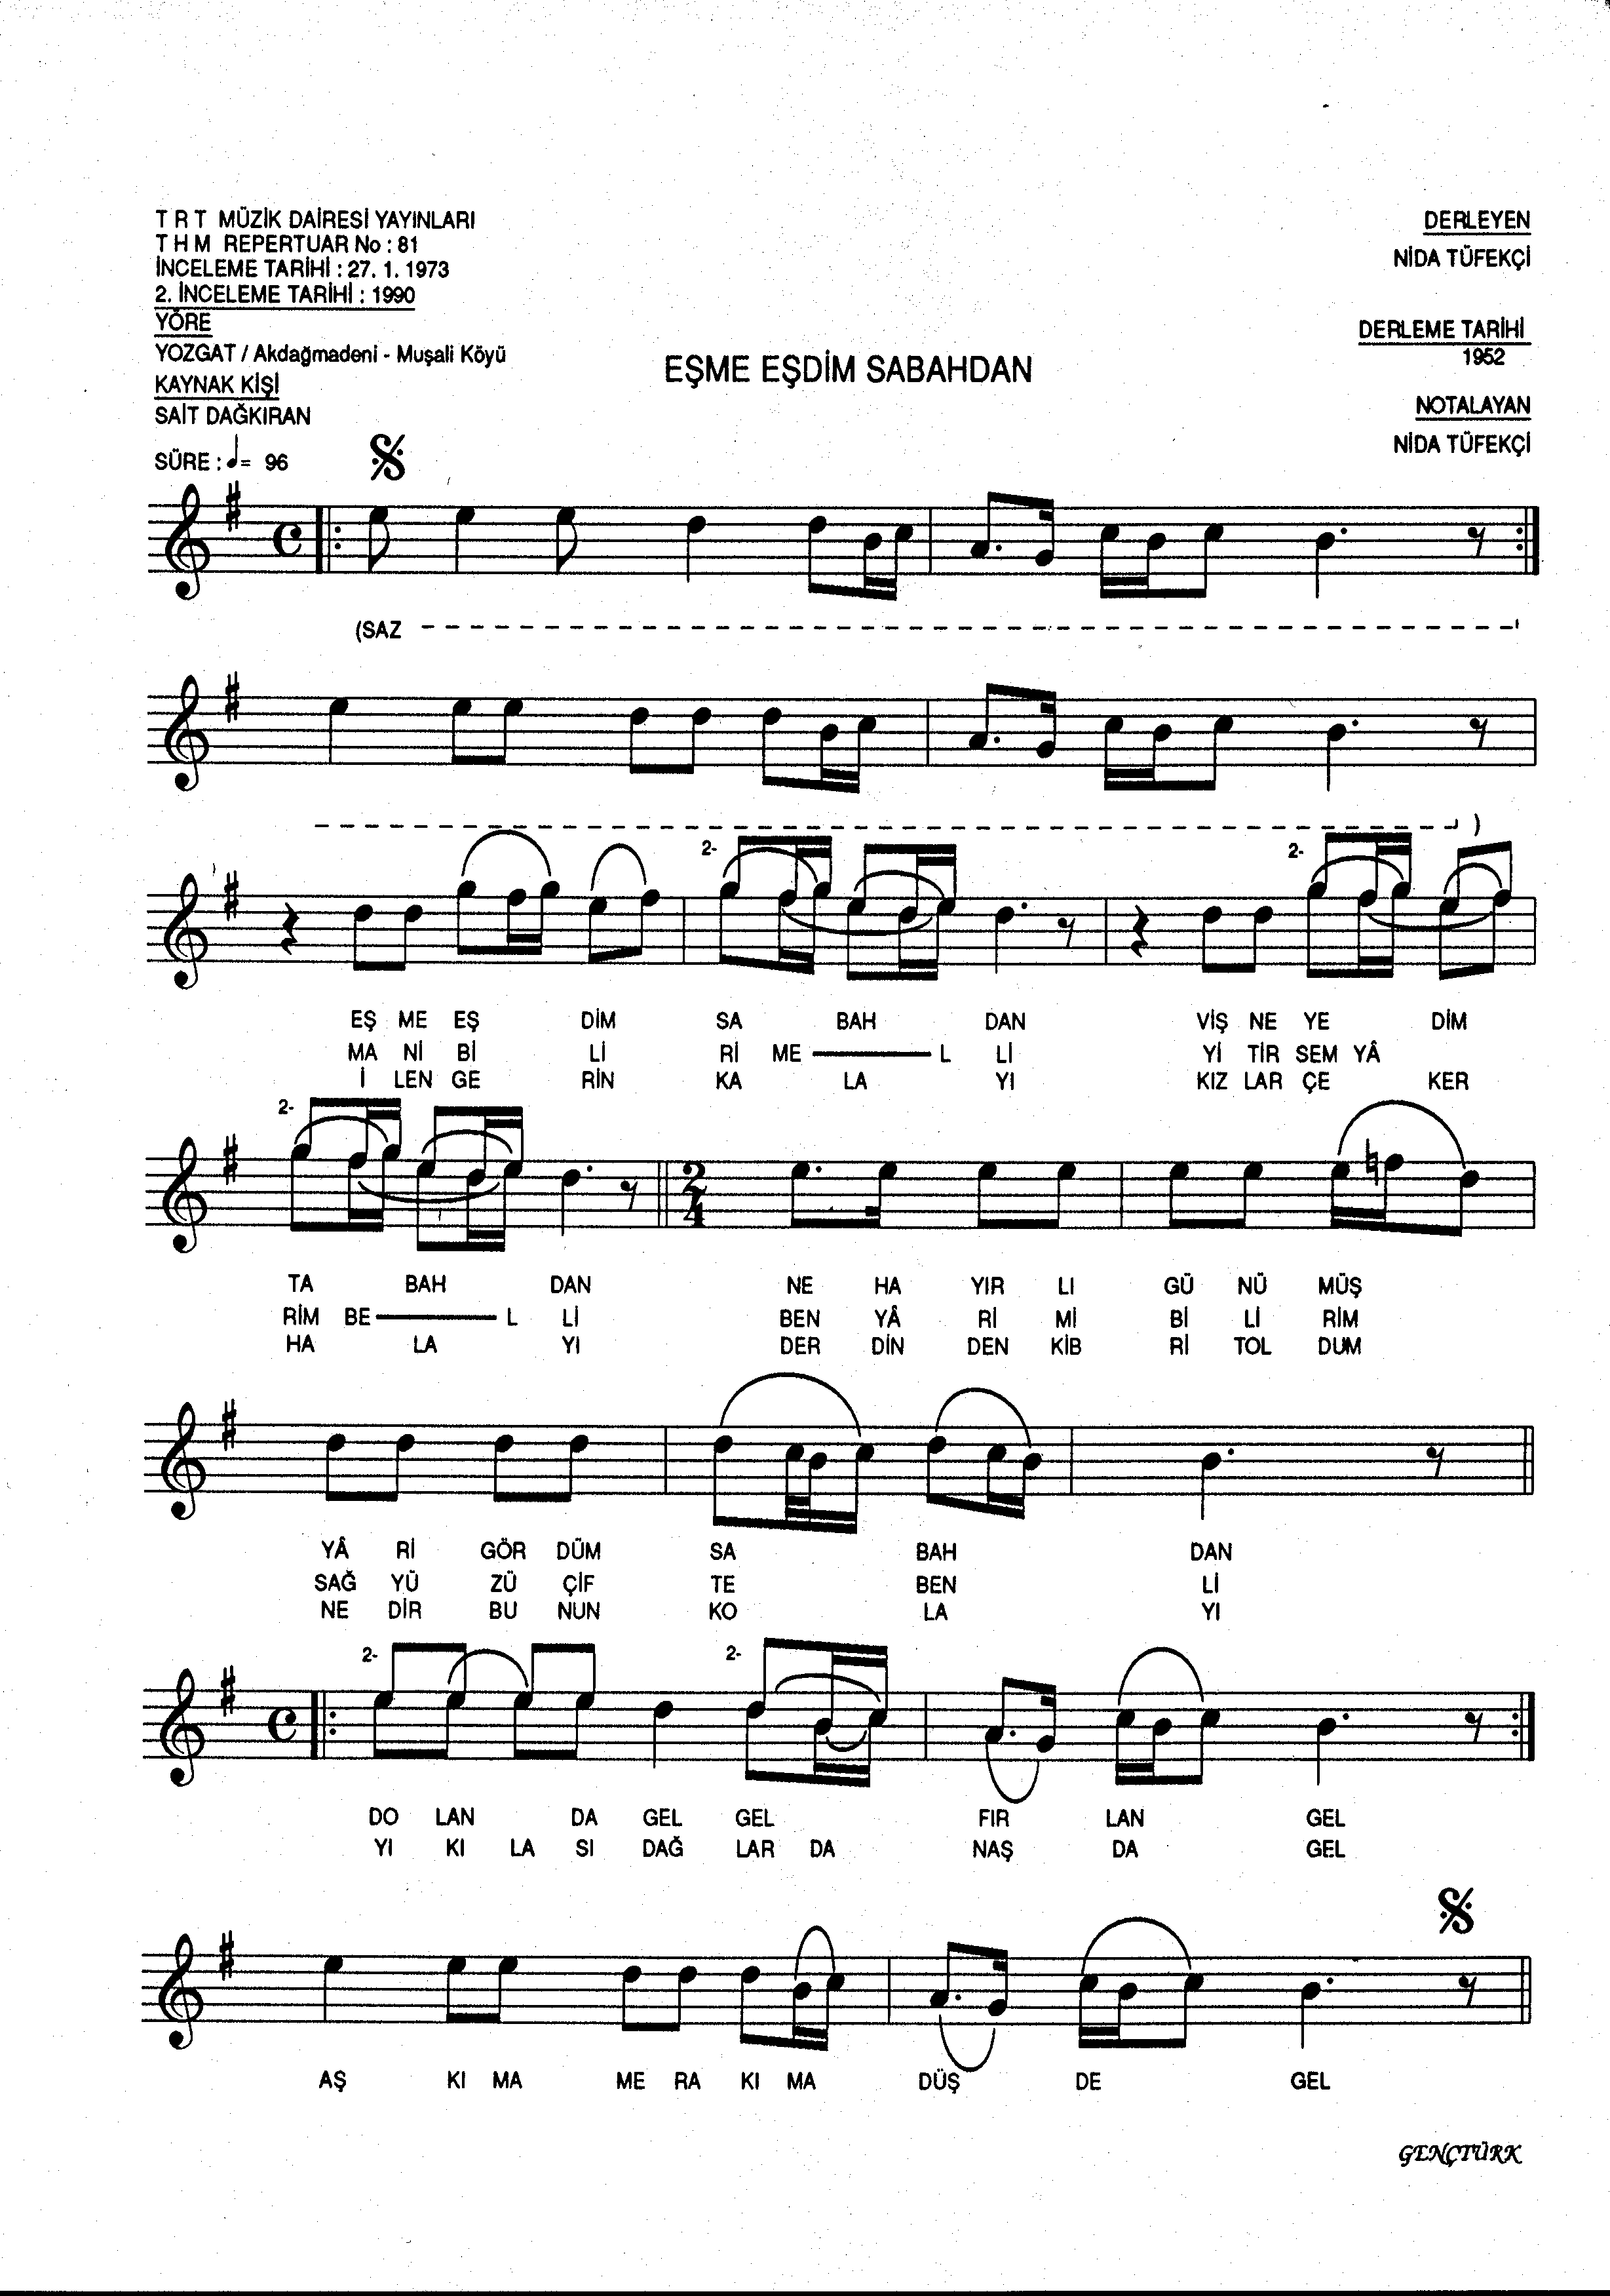 T R T MÜZİK DAİRESİ YAYINLARI
T H M REPERTUAR No : 81
İNCELEME TARİHİ : 27. 1. 1973
2. İNCELEME TARİHİ : 1990
YÖRE
YOZGAT / Akdağmadeni - Muşali Köyü
KAYNAK KİŞİ
SAİT DAĞKIRAN
SÜRE : ♩= 96
EŞME EŞDİM SABAHDAN
DERLEYEN
NİDA TÜFEKÇİ
DERLEME TARİHİ
1952
NOTALAYAN
NİDA TÜFEKÇİ
(SAZ
)
2- 2-
EŞ ME EŞ DİM SA BAH DAN VİŞ NE YE DİM
MA Nİ Bİ Lİ Rİ ME L Lİ Yİ TİR SEM YÂ
İ LEN GE RİN KA LA YI KIZ LAR ÇE KER
2-
2/4
TA BAH DAN NE HA YIR LI GÜ NÜ MÜŞ
RİM BE L Lİ BEN YÂ Rİ Mİ Bİ Lİ RİM
HA LA YI DER DİN DEN KİB Rİ TOL DUM
YÂ Rİ GÖR DÜM SA BAH DAN
SAĞ YÜ ZÜ ÇİF TE BEN Lİ
NE DİR BU NUN KO LA YI
2- 2-
DO LAN DA GEL GEL FIR LAN GEL
YI KI LA SI DAĞ LAR DA NAŞ DA GEL
AŞ KI MA ME RA KI MA DÜŞ DE GEL
GENÇTÜRK